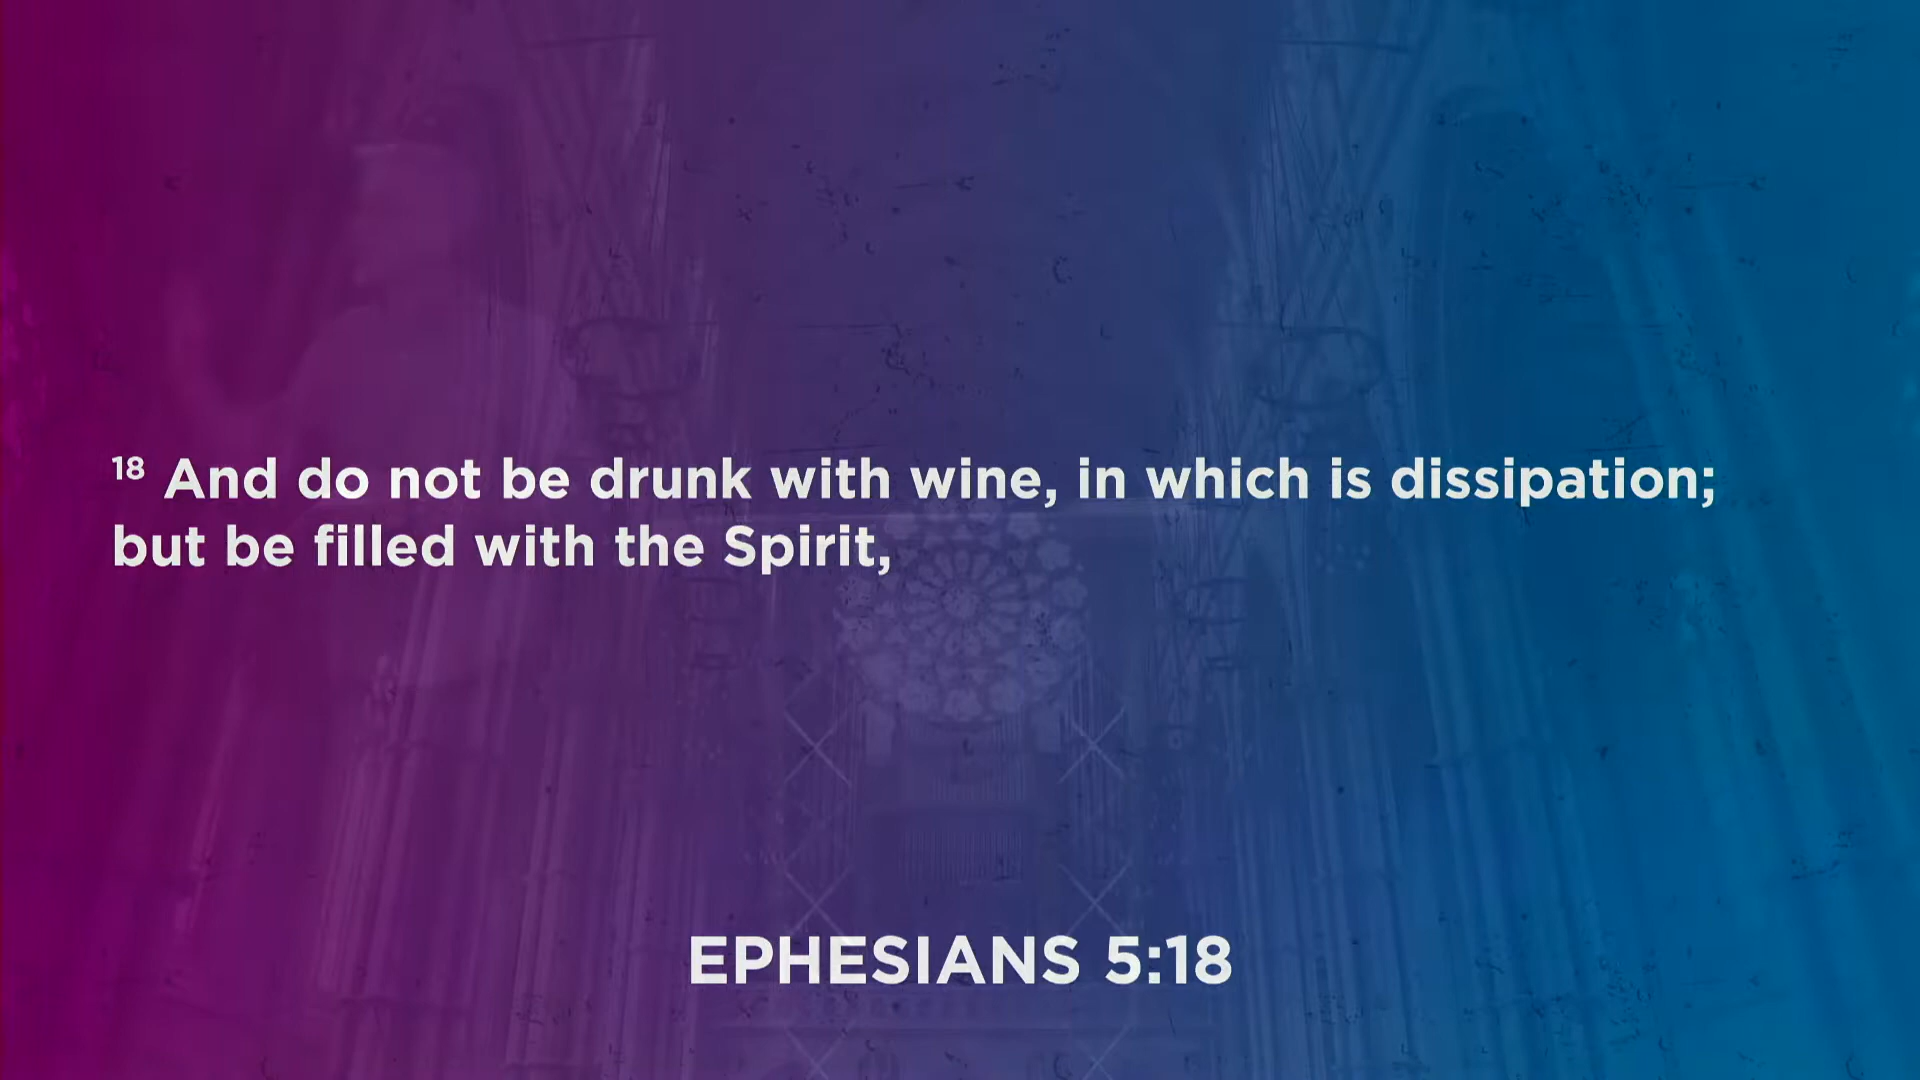 18 And do not be drunk with wine, in which is dissipation;
but be filled with the Spirit,
EPHESIANS 5:18